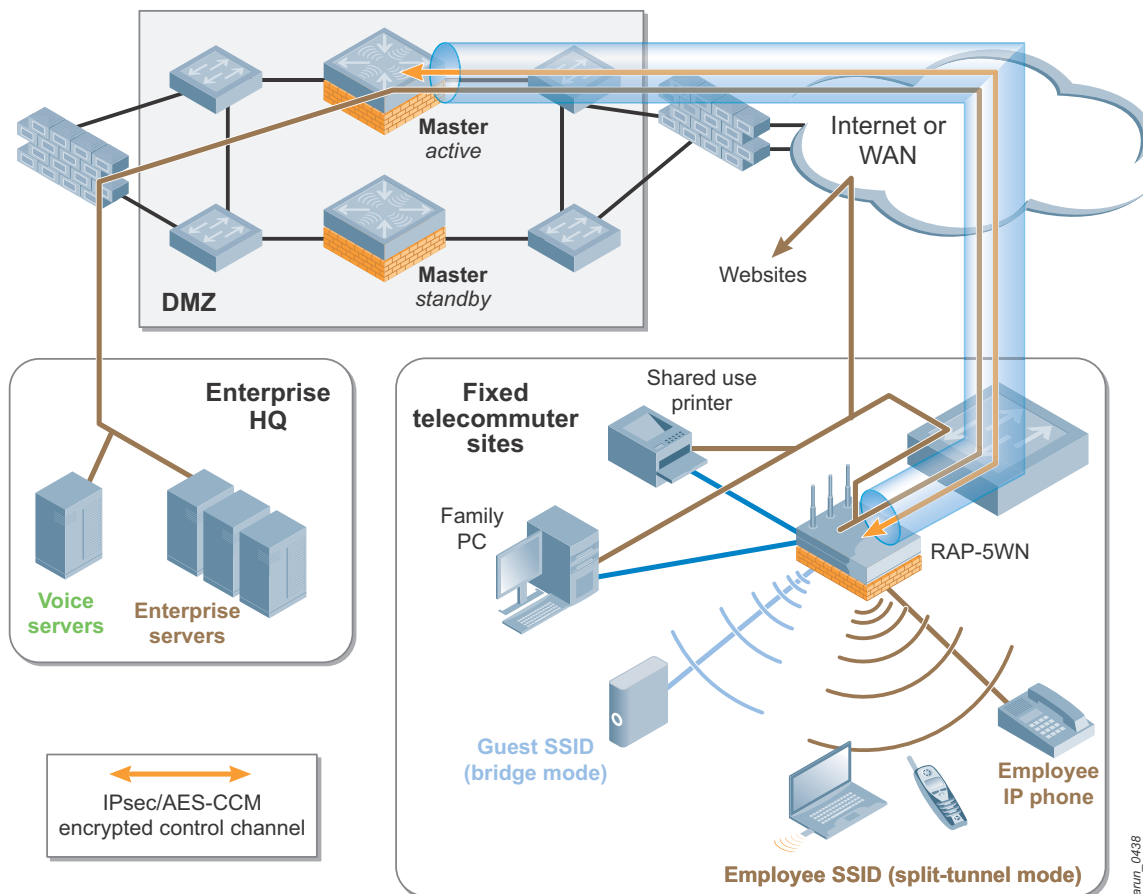 Master
active
Internet or
WAN
Master
standby
DMZ
Websites
Enterprise
HQ
Voice
servers
Enterprise
servers
Fixed
telecommuter
sites
Shared use
printer
Family
PC
RAP-5WN
Guest SSID
(bridge mode)
Employee
IP phone
Employee SSID (split-tunnel mode)
IPsec/AES-CCM
encrypted control channel
arun_0438